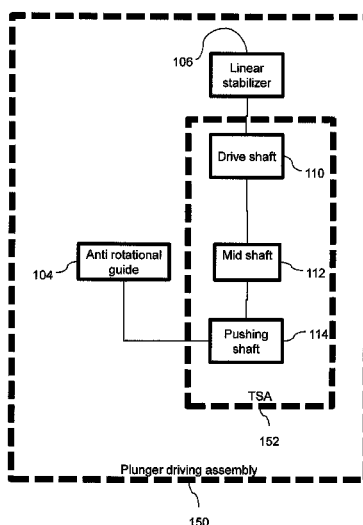 106
Linear
stabilizer
Drive shaft
110
Anti rotational
guide
104
Mid shaft
112
Pushing
shaft
114
TSA
152
Plunger driving assembly
150